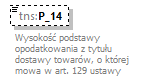 tns:P_14
Wysokość podstawy
opodatkowania z tytułu
dostawy towarów, o której
mowa w art. 129 ustawy